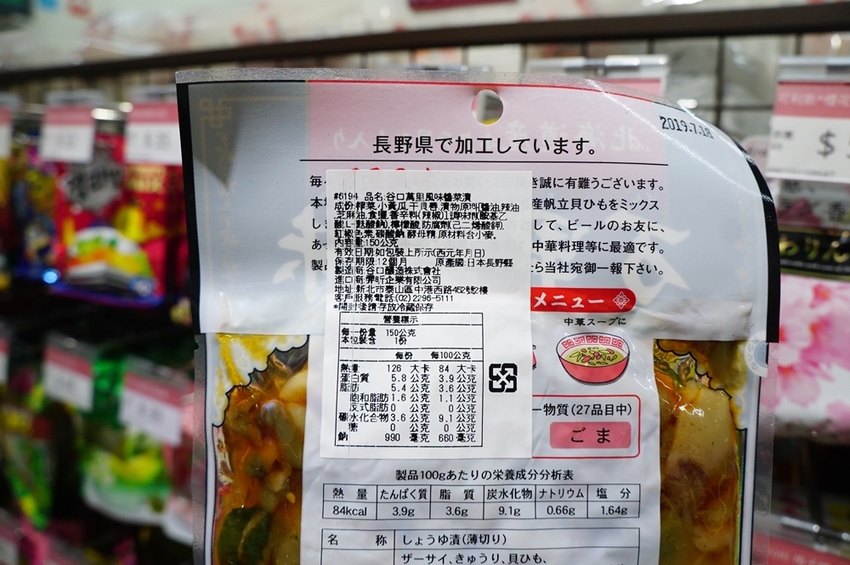 2019.7.18
長野県で加工しています。
き誠に有難うございます。
産帆立貝ひもをミックス
して、ビールのお友に、
中華料理等に最適です。
たら当社宛御一報下さい。
#6194 品名:谷口萬里風味醬菜漬
成份:榨菜,小黃瓜,干貝唇,漬物原料[醬油,辣油
,芝麻油,食鹽,香辛料(辣椒)],調味劑(胺基乙
酸,L-麩酸鈉),檸檬酸,防腐劑(己二烯酸鉀),
紅椒色素,碳酸鈉,酵母精,原材料含小麥。
內容量:150公克
有效日期:如包裝上所示(西元年月日)
保存期限:12個月 原產國:日本長野縣
製造商:谷口釀造株式會社
進口商:昇昕企業有限公司
地址:新北市泰山區中港西路452號2樓
客戶服務電話(02)2296-5111
*開封後請存放冷藏保存
營養標示
每一份量 150公克
本包裝含 1份
每份 每100公克
熱量 126 大卡 84 大卡
蛋白質 5.8 公克 3.9 公克
脂肪 5.4 公克 3.6 公克
飽和脂肪 1.6 公克 1.1 公克
反式脂肪 0 公克 0 公克
碳水化合物 3.6 公克 9.1 公克
糖 0 公克 0 公克
鈉 990 毫克 660 毫克
メニュー
中華スープに
物質(27品目中)
ごま
製品100gあたりの栄養成分分析表
熱量 たんぱく質 脂質 炭水化物 ナトリウム 塩分
84kcal 3.9g 3.6g 9.1g 0.66g 1.64g
名称 しょうゆ漬(薄切り)
ザーサイ、きゅうり、貝ひも、